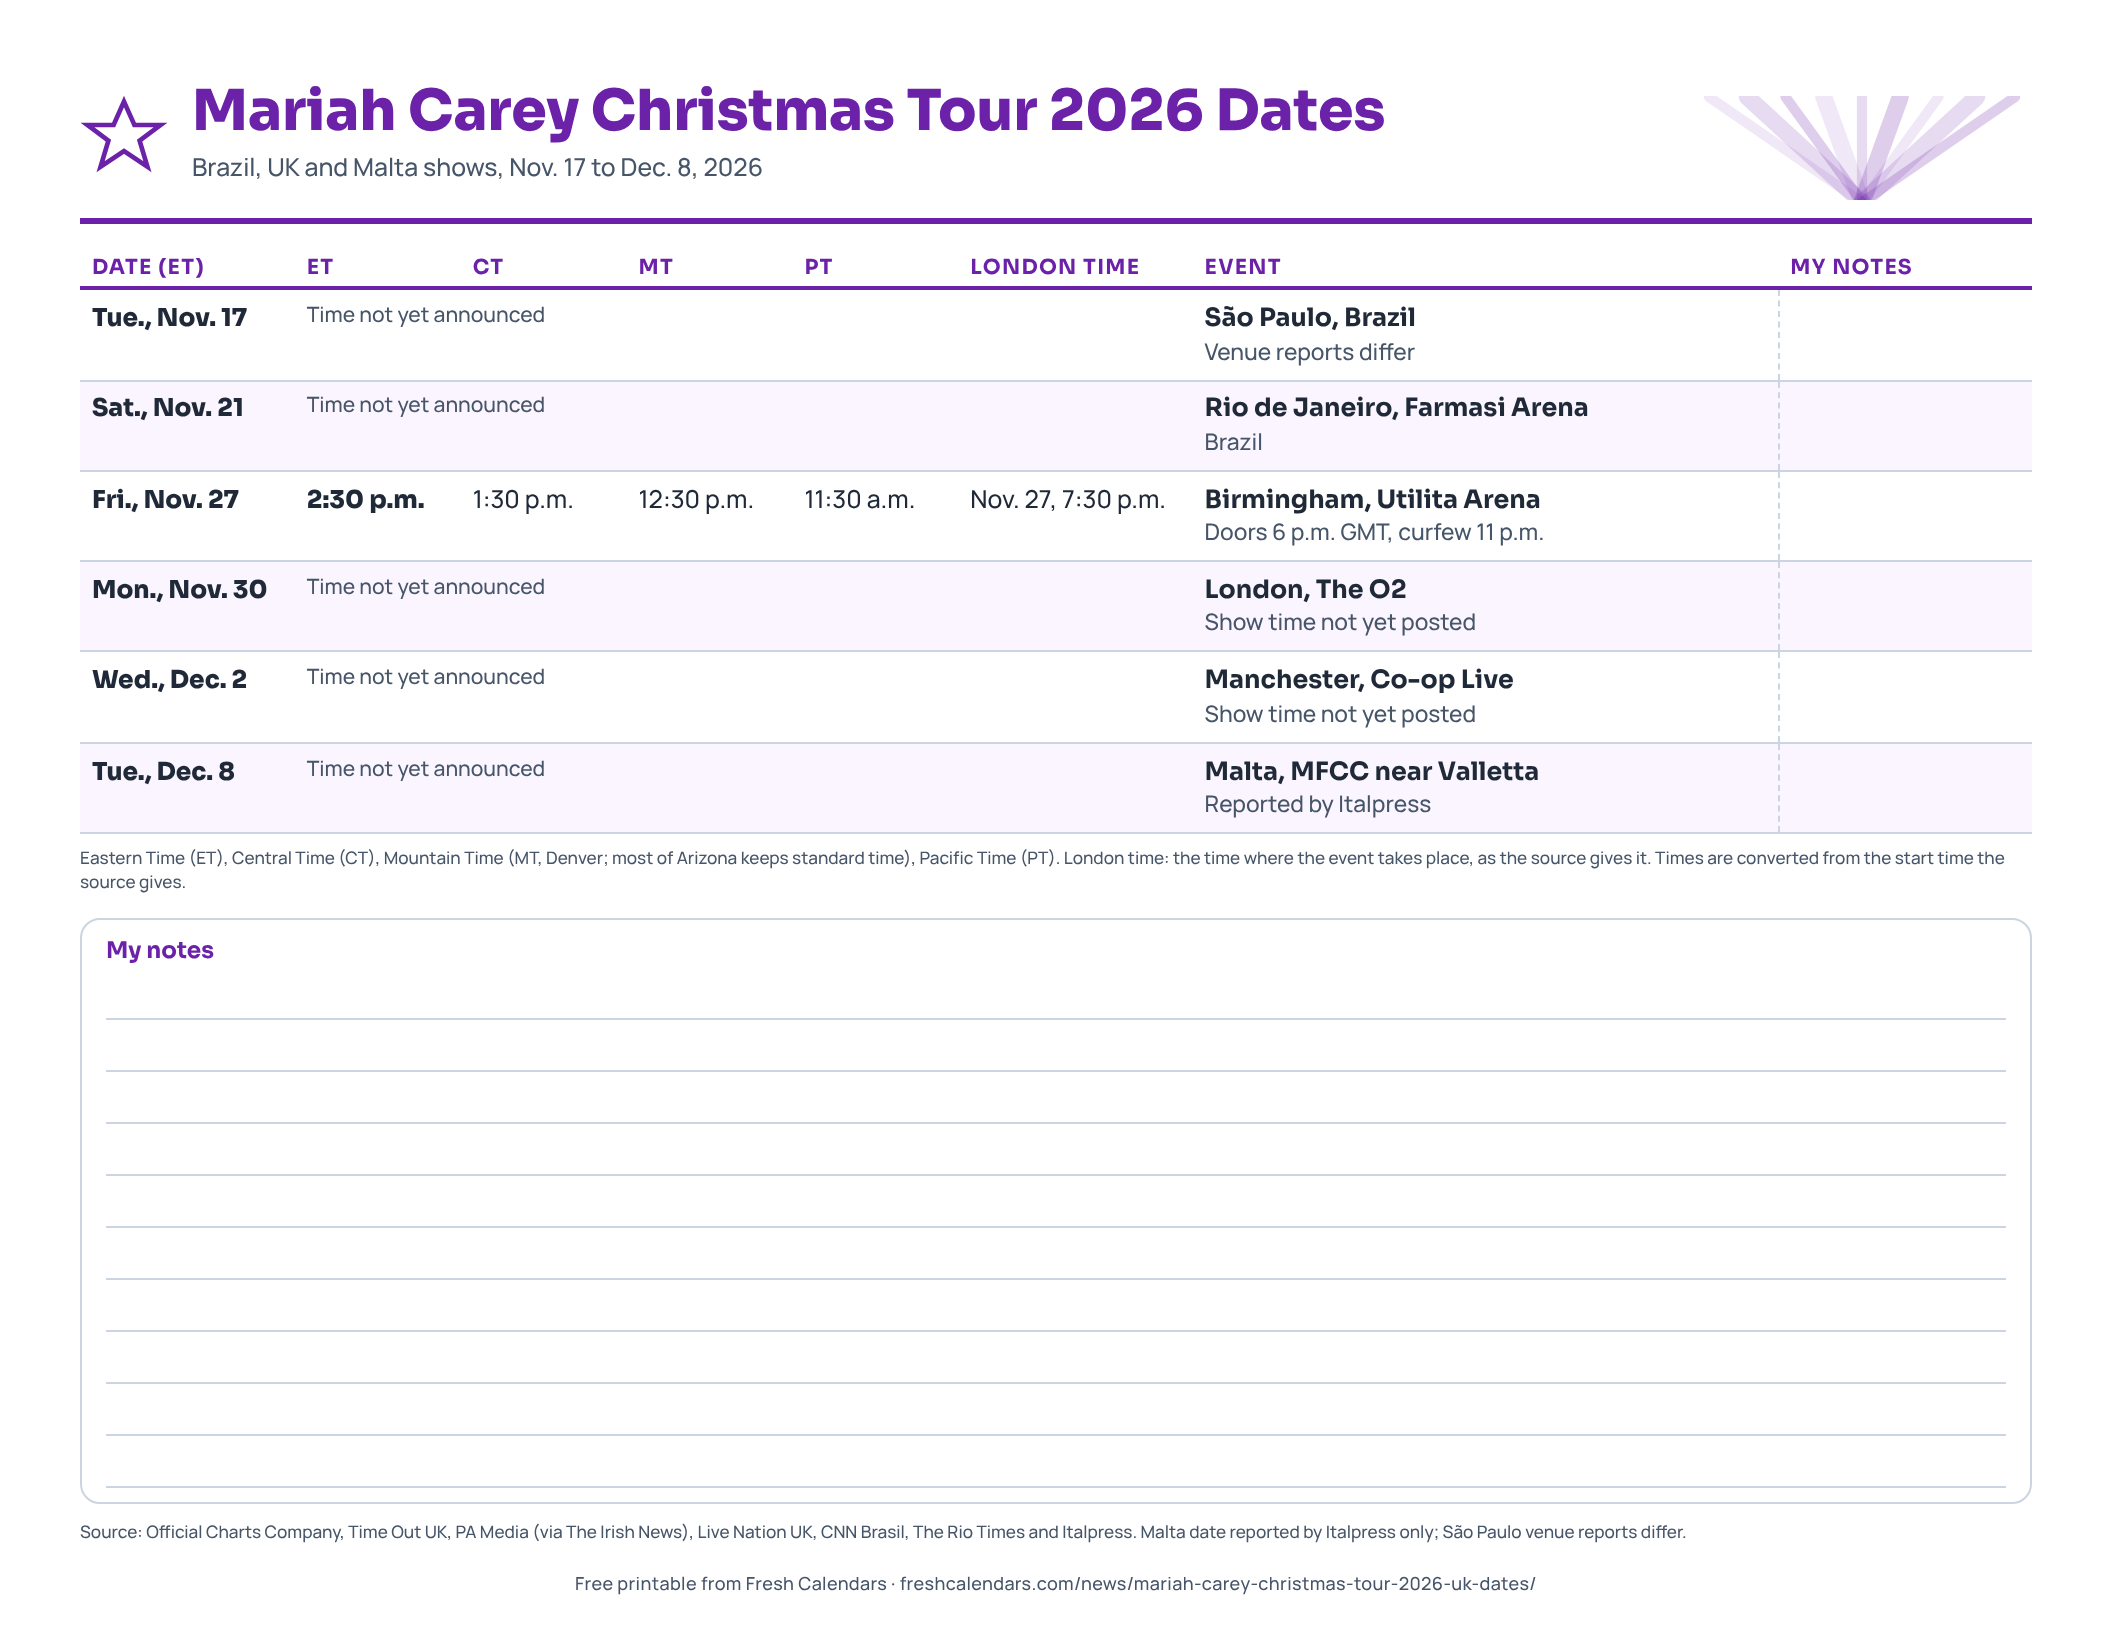 Mariah Carey Christmas Tour 2026 Dates
Brazil, UK and Malta shows, Nov. 17 to Dec. 8, 2026
DATE (ET) ET CT MT PT LONDON TIME EVENT MY NOTES
Tue., Nov. 17 Time not yet announced São Paulo, Brazil
Venue reports differ
Sat., Nov. 21 Time not yet announced Rio de Janeiro, Farmasi Arena
Brazil
Fri., Nov. 27 2:30 p.m. 1:30 p.m. 12:30 p.m. 11:30 a.m. Nov. 27, 7:30 p.m. Birmingham, Utilita Arena
Doors 6 p.m. GMT, curfew 11 p.m.
Mon., Nov. 30 Time not yet announced London, The O2
Show time not yet posted
Wed., Dec. 2 Time not yet announced Manchester, Co-op Live
Show time not yet posted
Tue., Dec. 8 Time not yet announced Malta, MFCC near Valletta
Reported by Italpress
Eastern Time (ET), Central Time (CT), Mountain Time (MT, Denver; most of Arizona keeps standard time), Pacific Time (PT). London time: the time where the event takes place, as the source gives it. Times are converted from the start time the
source gives.
My notes
Source: Official Charts Company, Time Out UK, PA Media (via The Irish News), Live Nation UK, CNN Brasil, The Rio Times and Italpress. Malta date reported by Italpress only; São Paulo venue reports differ.
Free printable from Fresh Calendars · freshcalendars.com/news/mariah-carey-christmas-tour-2026-uk-dates/